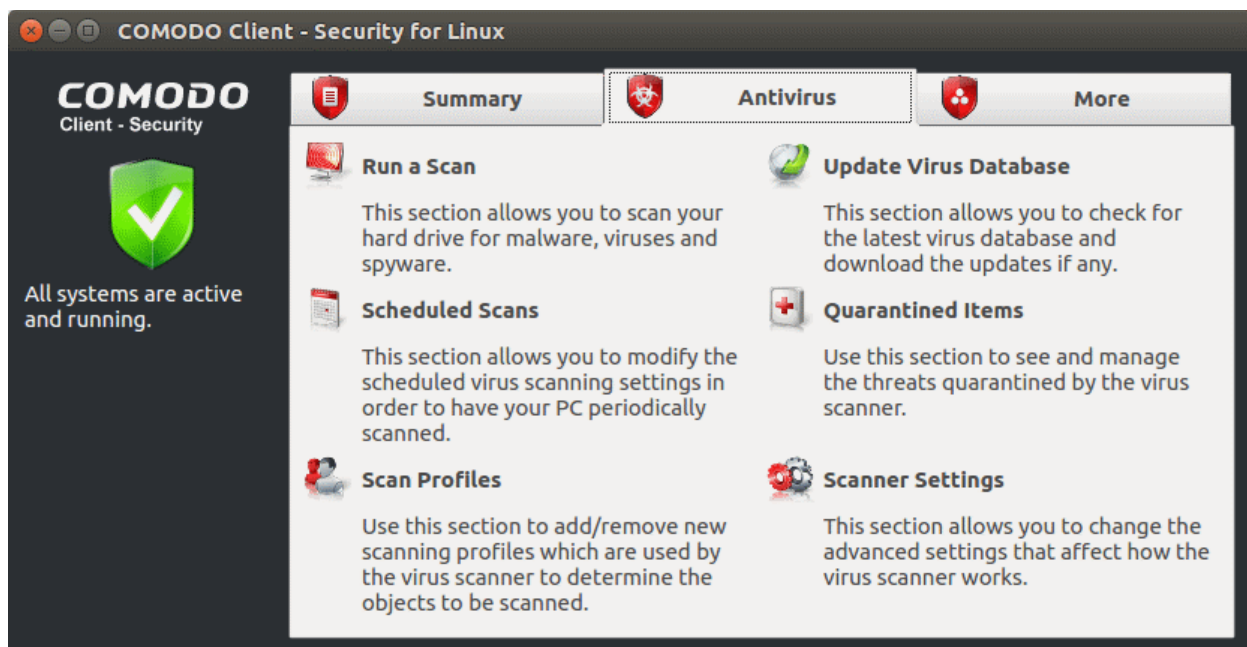 COMODO Client - Security for Linux
COMODO
Client - Security
All systems are active
and running.
Summary
Antivirus
More
Run a Scan
This section allows you to scan your
hard drive for malware, viruses and
spyware.
Update Virus Database
This section allows you to check for
the latest virus database and
download the updates if any.
Scheduled Scans
This section allows you to modify the
scheduled virus scanning settings in
order to have your PC periodically
scanned.
Quarantined Items
Use this section to see and manage
the threats quarantined by the virus
scanner.
Scan Profiles
Use this section to add/remove new
scanning profiles which are used by
the virus scanner to determine the
objects to be scanned.
Scanner Settings
This section allows you to change the
advanced settings that affect how the
virus scanner works.